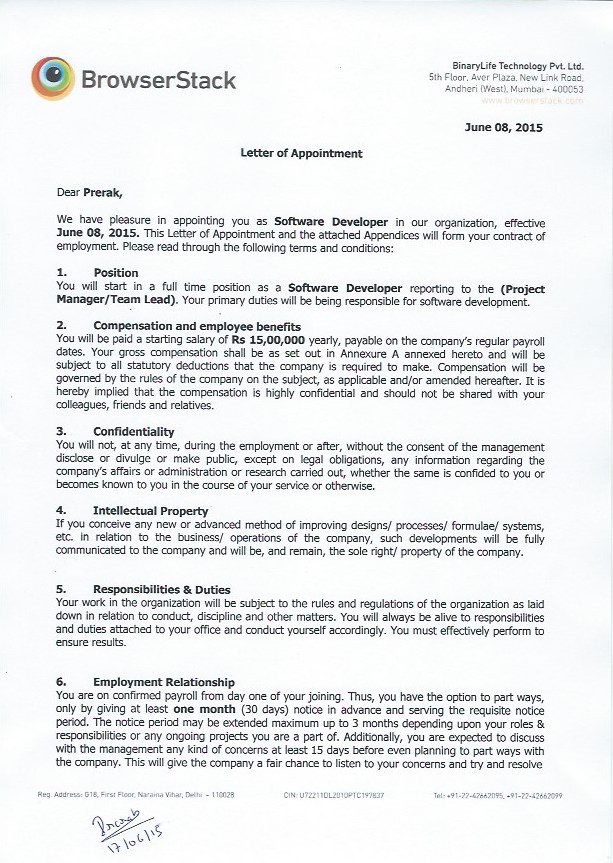 BrowserStack
BinaryLife Technology Pvt. Ltd.
5th Floor, Aver Plaza, New Link Road,
Andheri (West), Mumbai - 400053
www.browserstack.com
June 08, 2015
Letter of Appointment
Dear Prerak,
We have pleasure in appointing you as Software Developer in our organization, effective
June 08, 2015. This Letter of Appointment and the attached Appendices will form your contract of
employment. Please read through the following terms and conditions:
1. Position
You will start in a full time position as a Software Developer reporting to the (Project
Manager/Team Lead). Your primary duties will be being responsible for software development.
2. Compensation and employee benefits
You will be paid a starting salary of Rs 15,00,000 yearly, payable on the company's regular payroll
dates. Your gross compensation shall be as set out in Annexure A annexed hereto and will be
subject to all statutory deductions that the company is required to make. Compensation will be
governed by the rules of the company on the subject, as applicable and/or amended hereafter. It is
hereby implied that the compensation is highly confidential and should not be shared with your
colleagues, friends and relatives.
3. Confidentiality
You will not, at any time, during the employment or after, without the consent of the management
disclose or divulge or make public, except on legal obligations, any information regarding the
company's affairs or administration or research carried out, whether the same is confided to you or
becomes known to you in the course of your service or otherwise.
4. Intellectual Property
If you conceive any new or advanced method of improving designs/ processes/ formulae/ systems,
etc. in relation to the business/ operations of the company, such developments will be fully
communicated to the company and will be, and remain, the sole right/ property of the company.
5. Responsibilities & Duties
Your work in the organization will be subject to the rules and regulations of the organization as laid
down in relation to conduct, discipline and other matters. You will always be alive to responsibilities
and duties attached to your office and conduct yourself accordingly. You must effectively perform to
ensure results.
6. Employment Relationship
You are on confirmed payroll from day one of your joining. Thus, you have the option to part ways,
only by giving at least one month (30 days) notice in advance and serving the requisite notice
period. The notice period may be extended maximum up to 3 months depending upon your roles &
responsibilities or any ongoing projects you are a part of. Additionally, you are expected to discuss
with the management any kind of concerns at least 15 days before even planning to part ways with
the company. This will give the company a fair chance to listen to your concerns and try and resolve
Reg. Address: G18, First Floor, Naraina Vihar, Delhi - 110028
CIN: U72211DL2010PTC197837
Tel: +91-22-42662095, +91-22-42662099
Prerak
17/06/15